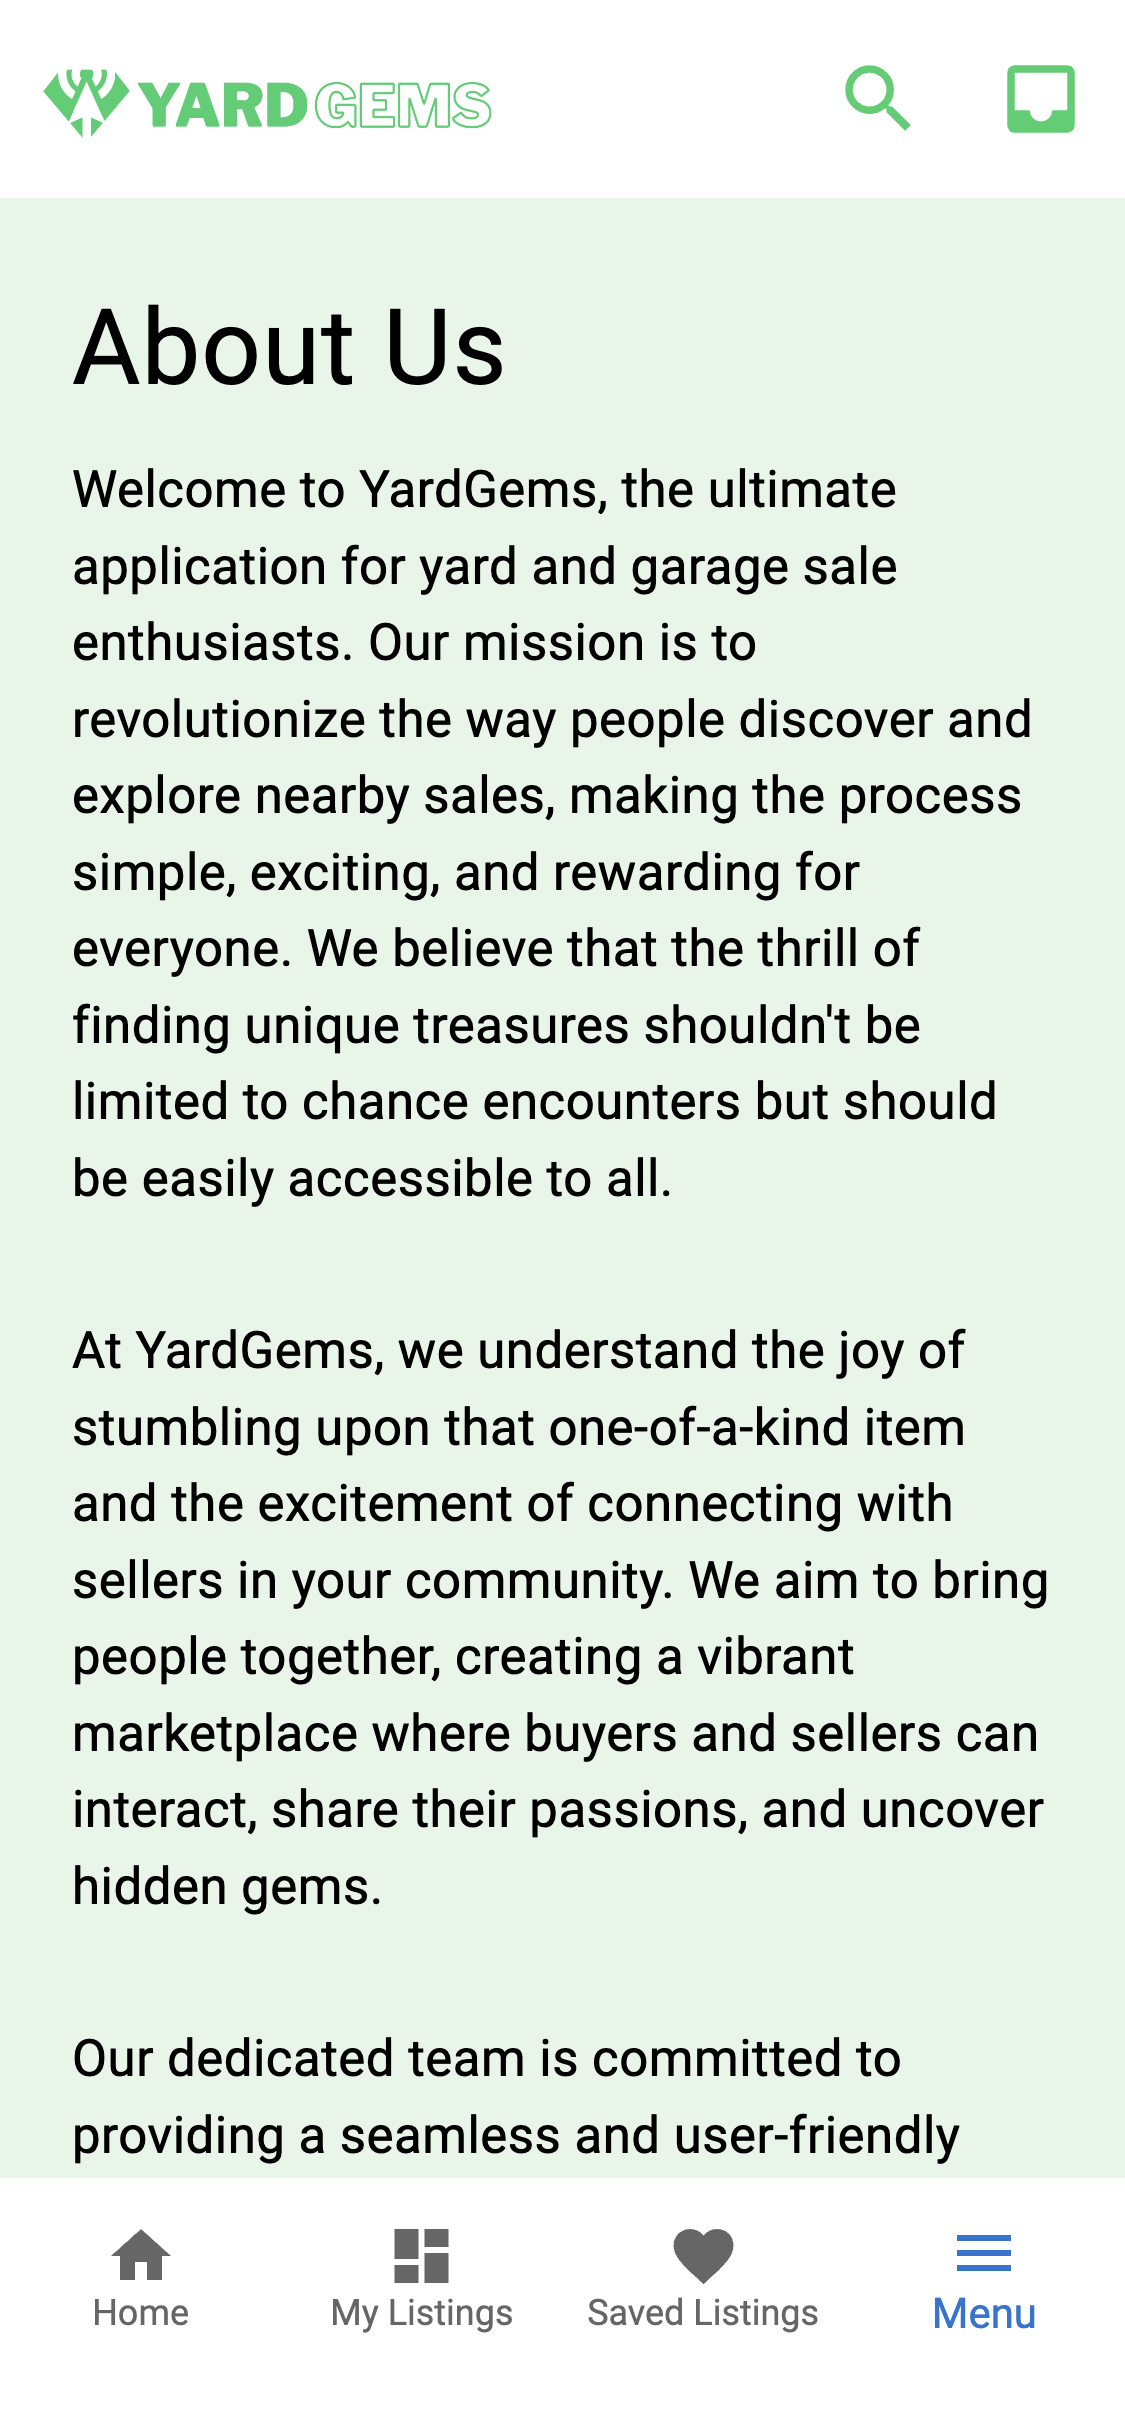 YARD GEMS
About Us
Welcome to YardGems, the ultimate
application for yard and garage sale
enthusiasts. Our mission is to
revolutionize the way people discover and
explore nearby sales, making the process
simple, exciting, and rewarding for
everyone. We believe that the thrill of
finding unique treasures shouldn't be
limited to chance encounters but should
be easily accessible to all.
At YardGems, we understand the joy of
stumbling upon that one-of-a-kind item
and the excitement of connecting with
sellers in your community. We aim to bring
people together, creating a vibrant
marketplace where buyers and sellers can
interact, share their passions, and uncover
hidden gems.
Our dedicated team is committed to
providing a seamless and user-friendly
Home
My Listings
Saved Listings
Menu